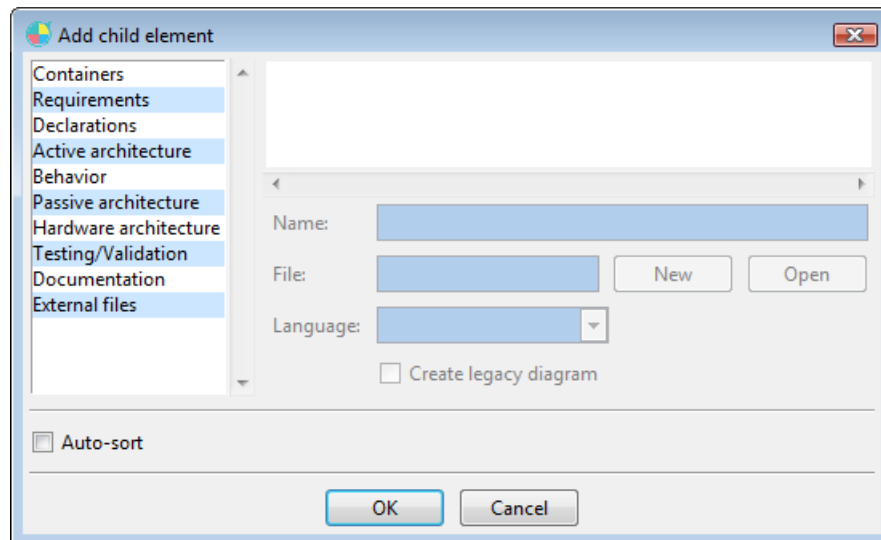 Add child element
Containers
Requirements
Declarations
Active architecture
Behavior
Passive architecture
Hardware architecture
Testing/Validation
Documentation
External files
Name:
File:
New
Open
Language:
Create legacy diagram
Auto-sort
OK
Cancel